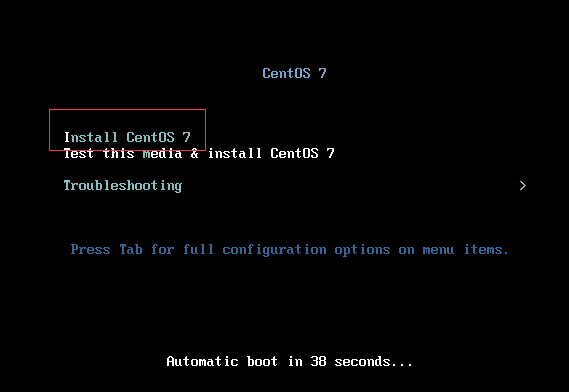 CentOS 7
Install CentOS 7
Test this media & install CentOS 7
Troubleshooting >
Press Tab for full configuration options on menu items.
Automatic boot in 38 seconds...